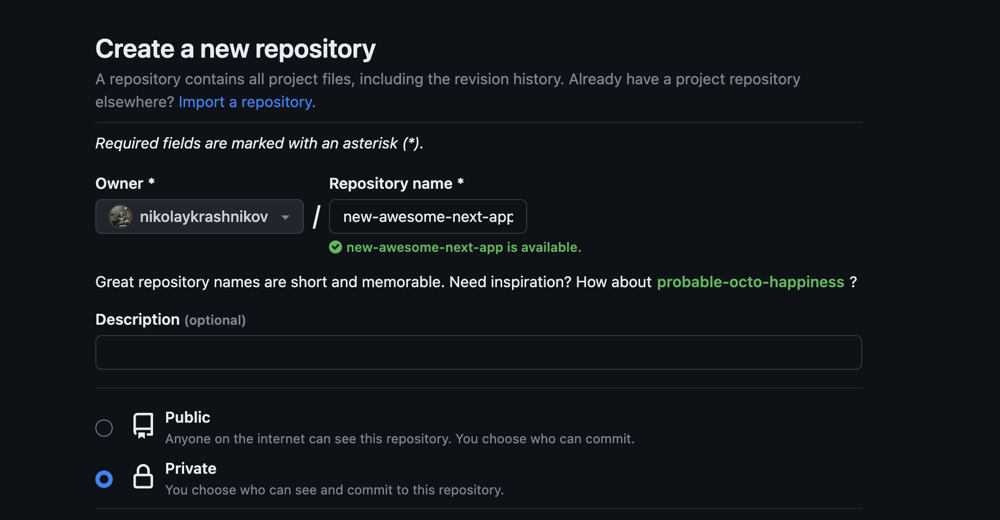 Create a new repository
A repository contains all project files, including the revision history. Already have a project repository
elsewhere? Import a repository.
Required fields are marked with an asterisk (*).
Owner * Repository name *
nikolaykrashnikov / new-awesome-next-app
new-awesome-next-app is available.
Great repository names are short and memorable. Need inspiration? How about probable-octo-happiness ?
Description (optional)
Public
Anyone on the internet can see this repository. You choose who can commit.
Private
You choose who can see and commit to this repository.